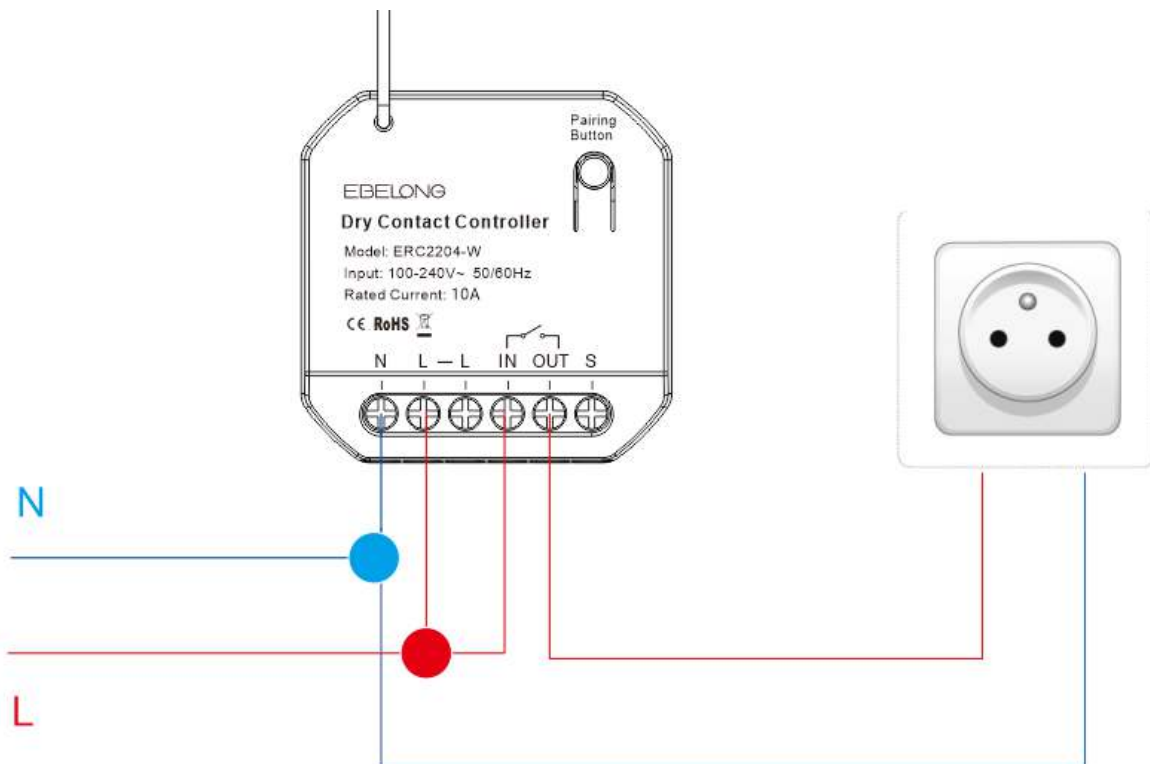 Pairing
Button
EBELONG
Dry Contact Controller
Model: ERC2204-W
Input: 100-240V~ 50/60Hz
Rated Current: 10A
CE RoHS
N L — L IN OUT S
N
L